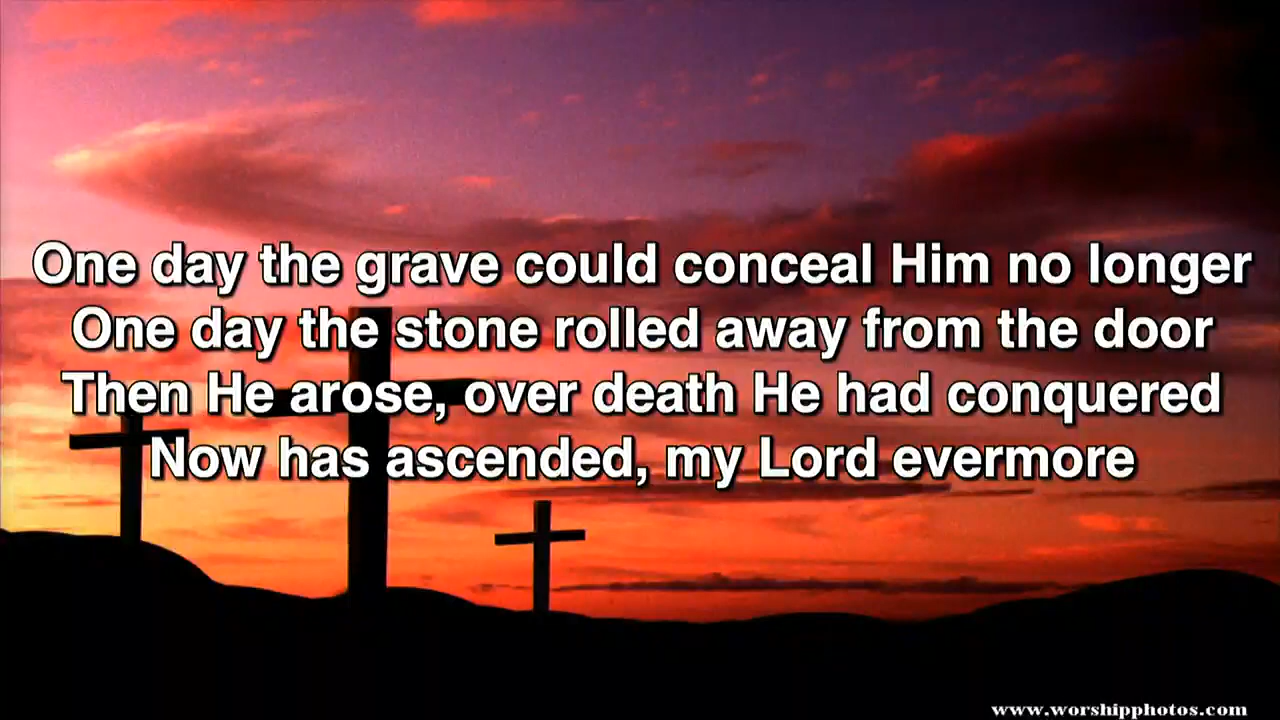 One day the grave could conceal Him no longer
One day the stone rolled away from the door
Then He arose, over death He had conquered
Now has ascended, my Lord evermore
www.worshipphotos.com